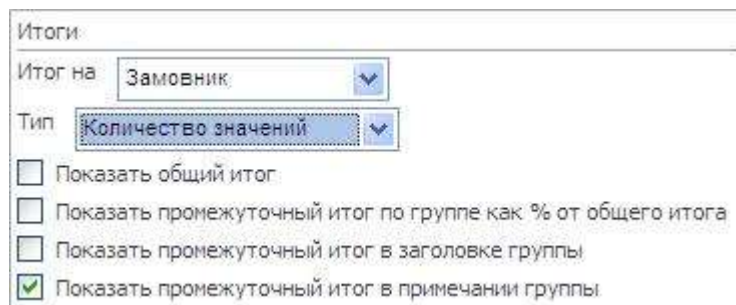 Итоги
Итог на Замовник
Тип Количество значений
Показать общий итог
Показать промежуточный итог по группе как % от общего итога
Показать промежуточный итог в заголовке группы
Показать промежуточный итог в примечании группы